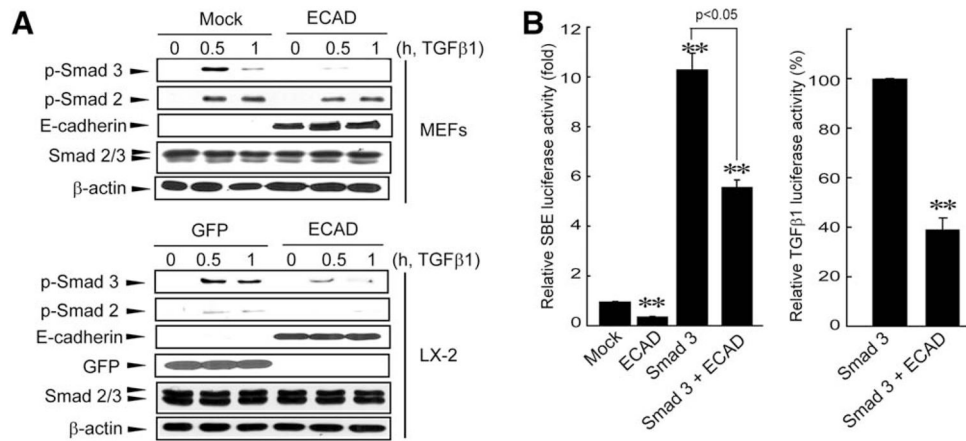 A
Mock ECAD
0 0.5 1 0 0.5 1 (h, TGFβ1)
p-Smad 3
p-Smad 2
E-cadherin
Smad 2/3
β-actin
MEFs
GFP ECAD
0 0.5 1 0 0.5 1 (h, TGFβ1)
p-Smad 3
p-Smad 2
E-cadherin
GFP
Smad 2/3
β-actin
LX-2
B
Relative SBE luciferase activity (fold)
12
10
8
6
4
2
0
p<0.05
**
**
**
Mock
ECAD
Smad 3
Smad 3 + ECAD
Relative TGFβ1 luciferase activity (%)
100
80
60
40
20
0
**
Smad 3
Smad 3 + ECAD